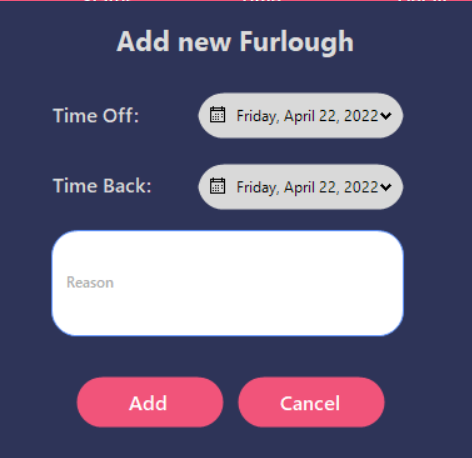 Add new Furlough
Time Off: Friday, April 22, 2022
Time Back: Friday, April 22, 2022
Reason
Add Cancel